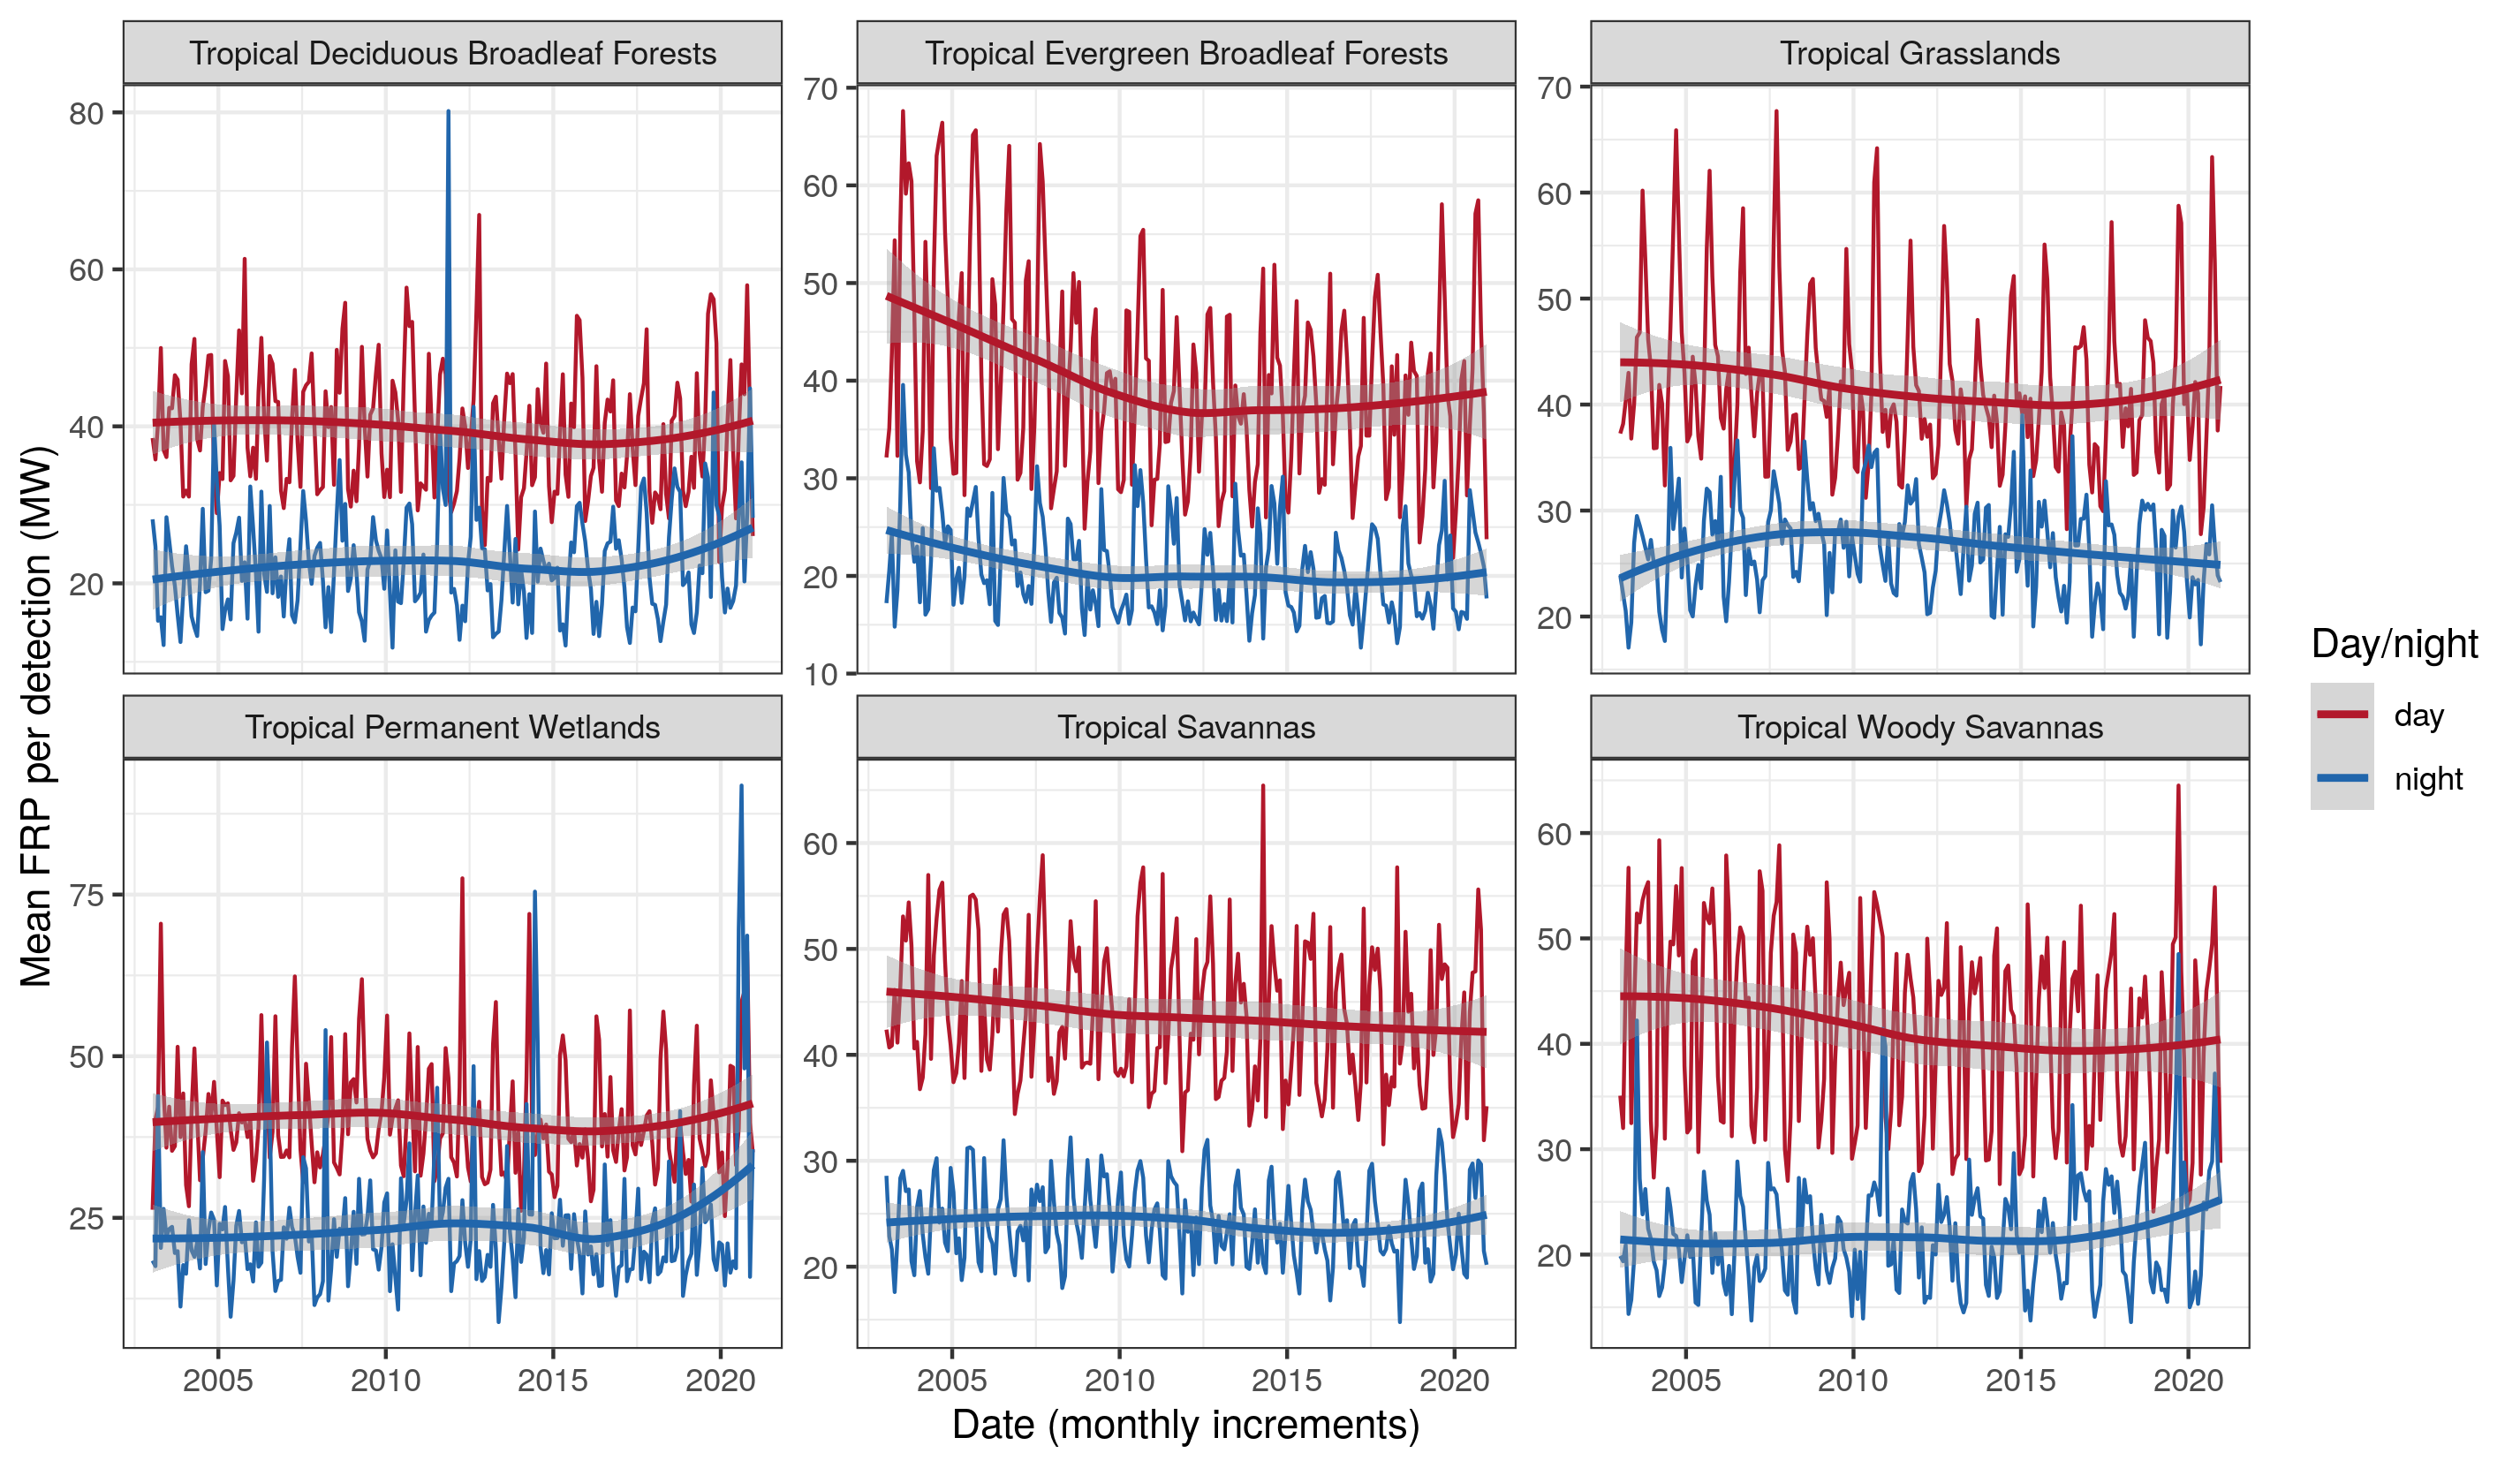 Tropical Deciduous Broadleaf Forests
Tropical Evergreen Broadleaf Forests
Tropical Grasslands
80
60
40
20
70
60
50
40
30
20
10
70
60
50
40
30
20
Tropical Permanent Wetlands
Tropical Savannas
Tropical Woody Savannas
75
50
25
60
50
40
30
20
60
50
40
30
20
2005 2010 2015 2020
2005 2010 2015 2020
2005 2010 2015 2020
Date (monthly increments)
Mean FRP per detection (MW)
Day/night
day
night